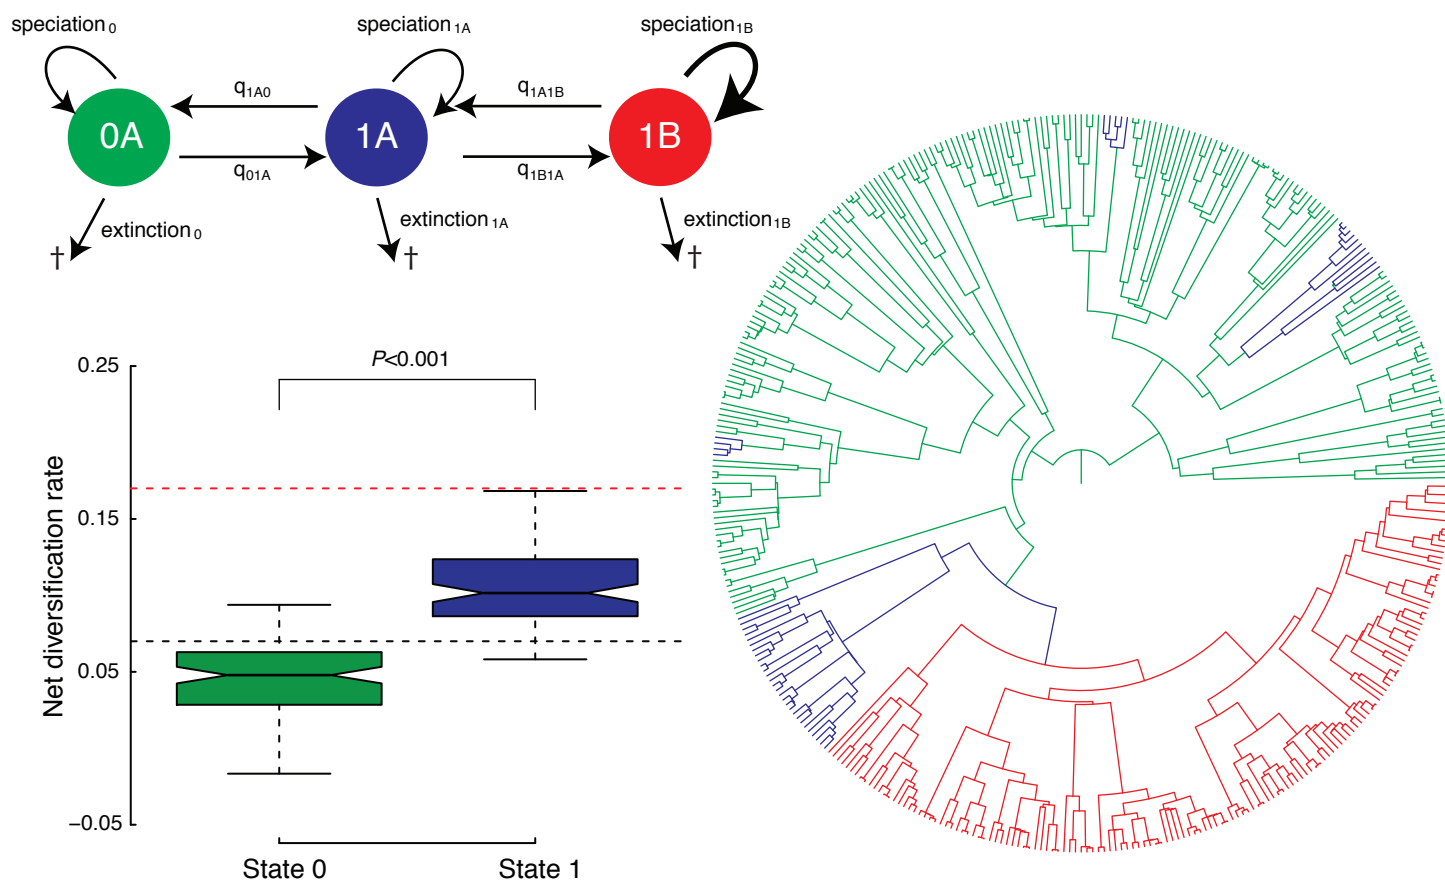 speciation0 speciation1A speciation1B
0A q1A0 1A q1A1B 1B
q01A q1B1A
extinction0 extinction1A extinction1B
† † †
P<0.001
0.25
0.15
0.05
−0.05
Net diversification rate
State 0 State 1